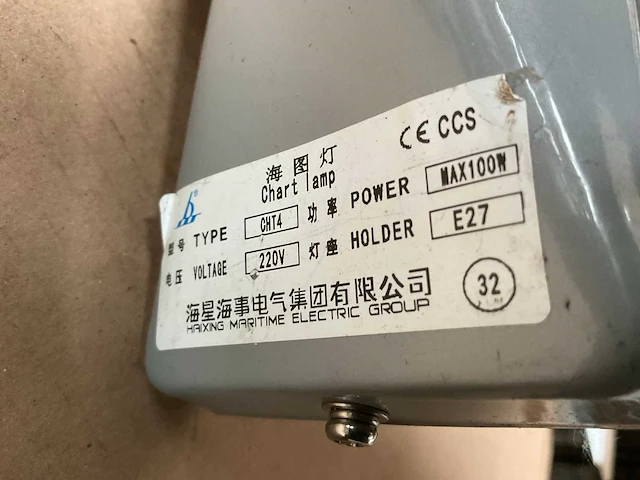 CE CCS
海图灯
Chart lamp
型号 TYPE CHT4 功率 POWER MAX100W
电压 VOLTAGE 220V 灯座 HOLDER E27
海星海事电气集团有限公司
HAIXING MARITIME ELECTRIC GROUP
32